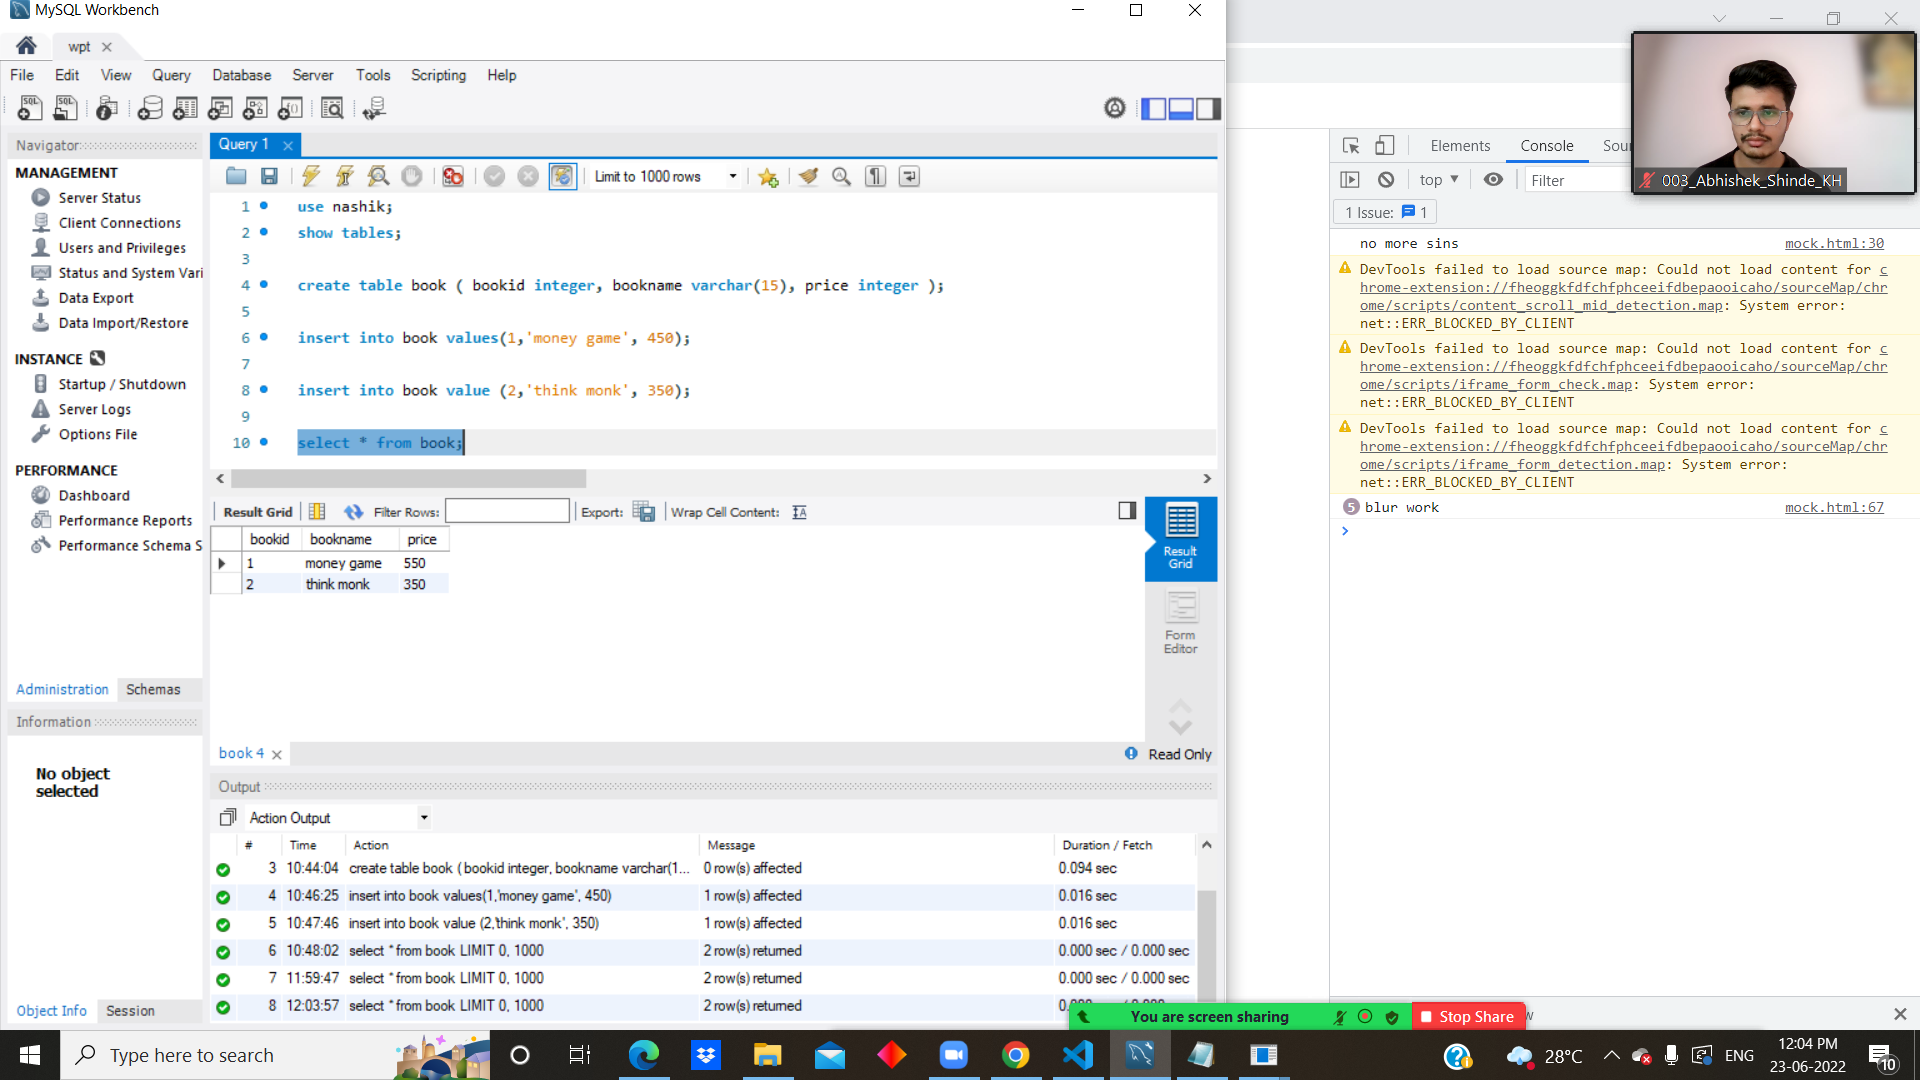 MySQL Workbench
wpt
File Edit View Query Database Server Tools Scripting Help
Navigator
MANAGEMENT
Server Status
Client Connections
Users and Privileges
Status and System Vari
Data Export
Data Import/Restore
INSTANCE
Startup / Shutdown
Server Logs
Options File
PERFORMANCE
Dashboard
Performance Reports
Performance Schema S
Administration Schemas
Information
No object
selected
Object Info Session
Query 1
Limit to 1000 rows
1 use nashik;
2 show tables;
3
4 create table book ( bookid integer, bookname varchar(15), price integer );
5
6 insert into book values(1,'money game', 450);
7
8 insert into book value (2,'think monk', 350);
9
10 select * from book;
Result Grid Filter Rows: Export: Wrap Cell Content:
bookid bookname price
1 money game 550
2 think monk 350
Result
Grid
Form
Editor
book 4
Read Only
Output
Action Output
# Time Action Message Duration / Fetch
3 10:44:04 create table book ( bookid integer, bookname varchar(1... 0 row(s) affected 0.094 sec
4 10:46:25 insert into book values(1,'money game', 450) 1 row(s) affected 0.016 sec
5 10:47:46 insert into book value (2,'think monk', 350) 1 row(s) affected 0.016 sec
6 10:48:02 select * from book LIMIT 0, 1000 2 row(s) returned 0.000 sec / 0.000 sec
7 11:59:47 select * from book LIMIT 0, 1000 2 row(s) returned 0.000 sec / 0.000 sec
8 12:03:57 select * from book LIMIT 0, 1000 2 row(s) returned
Elements Console Sou
top Filter
1 Issue: 1
003_Abhishek_Shinde_KH
no more sins mock.html:30
DevTools failed to load source map: Could not load content for c
hrome-extension://fheoggkfdfchfphceeifdbepaooicaho/sourceMap/chr
ome/scripts/content_scroll_mid_detection.map: System error:
net::ERR_BLOCKED_BY_CLIENT
DevTools failed to load source map: Could not load content for c
hrome-extension://fheoggkfdfchfphceeifdbepaooicaho/sourceMap/chr
ome/scripts/iframe_form_check.map: System error:
net::ERR_BLOCKED_BY_CLIENT
DevTools failed to load source map: Could not load content for c
hrome-extension://fheoggkfdfchfphceeifdbepaooicaho/sourceMap/chr
ome/scripts/iframe_form_detection.map: System error:
net::ERR_BLOCKED_BY_CLIENT
5 blur work mock.html:67
You are screen sharing Stop Share
Type here to search
28°C
ENG
12:04 PM
23-06-2022
10